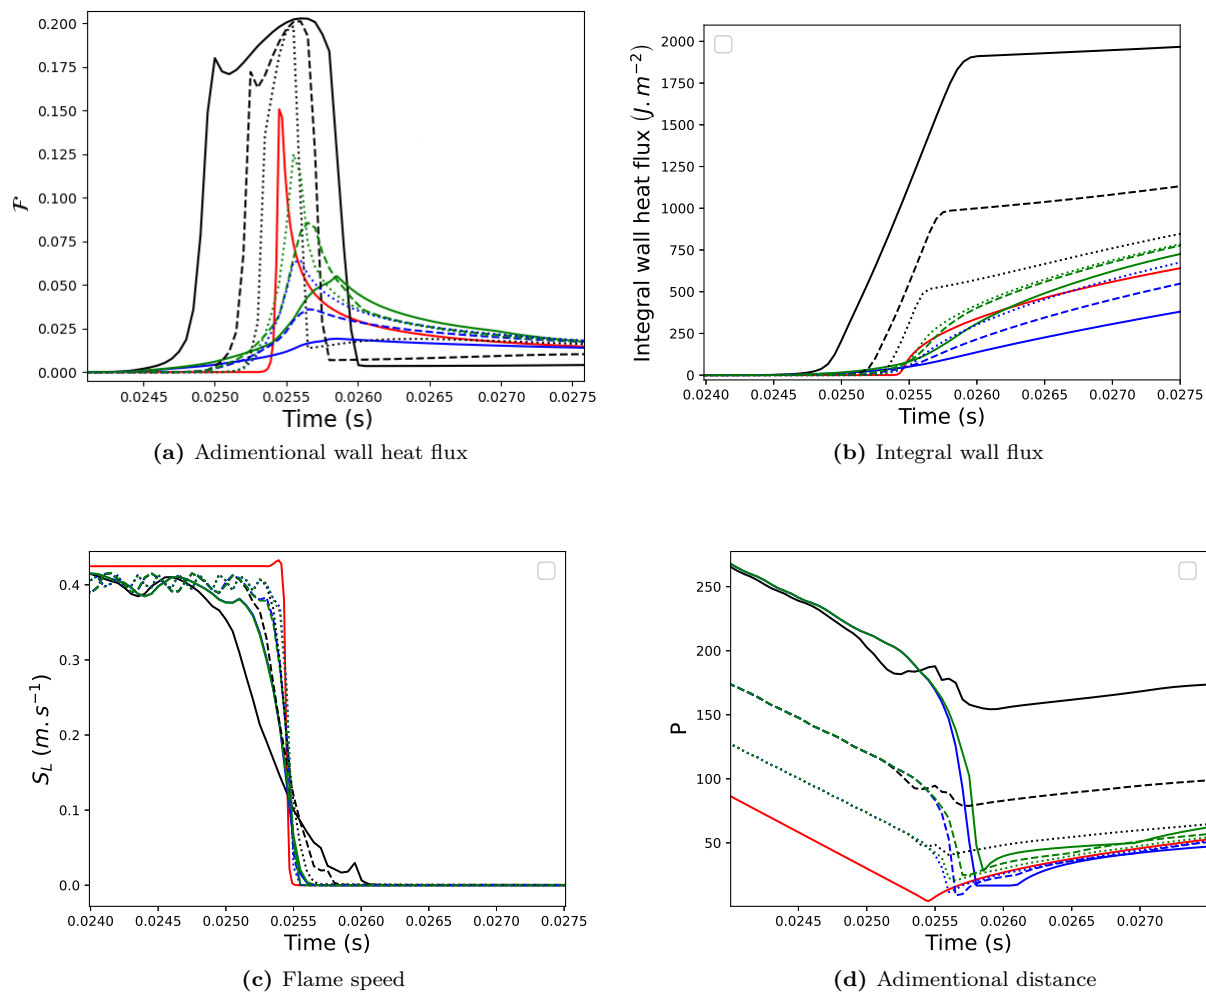 0.200
0.175
0.150
0.125
0.100
0.075
0.050
0.025
0.000
ℱ
0.0245 0.0250 0.0255 0.0260 0.0265 0.0270 0.0275
Time (s)
(a) Adimentional wall heat flux
2000
1750
1500
1250
1000
750
500
250
0
Integral wall heat flux (J.m⁻²)
0.0240 0.0245 0.0250 0.0255 0.0260 0.0265 0.0270 0.0275
Time (s)
(b) Integral wall flux
0.4
0.3
0.2
0.1
0.0
S_L (m.s⁻¹)
0.0240 0.0245 0.0250 0.0255 0.0260 0.0265 0.0270 0.0275
Time (s)
(c) Flame speed
250
200
150
100
50
P
0.0245 0.0250 0.0255 0.0260 0.0265 0.0270
Time (s)
(d) Adimentional distance